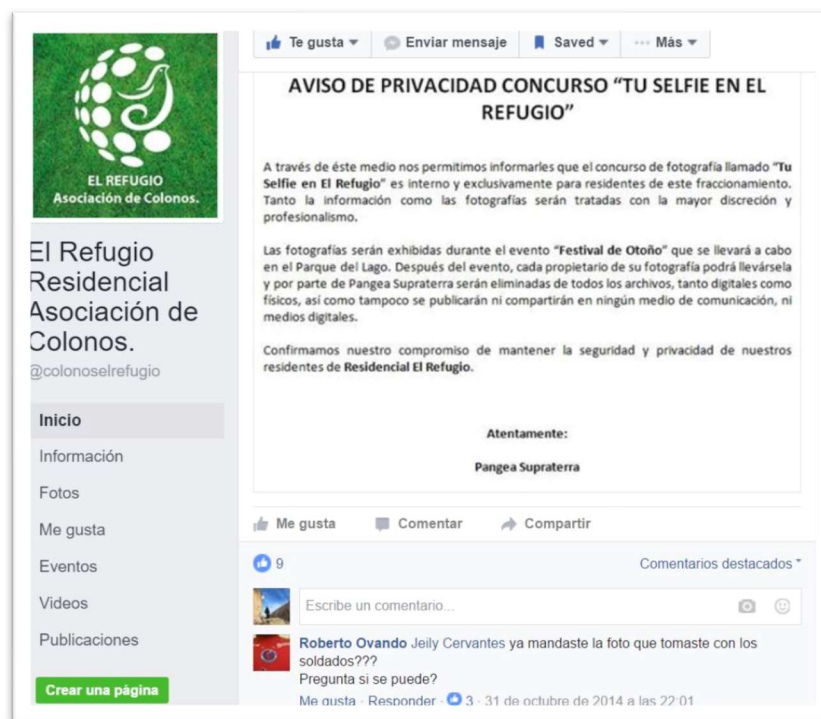 EL REFUGIO
Asociación de Colonos.
El Refugio
Residencial
Asociación de
Colonos.
@colonoselrefugio
Inicio
Información
Fotos
Me gusta
Eventos
Videos
Publicaciones
Crear una página
Te gusta
Enviar mensaje
Saved
Más
AVISO DE PRIVACIDAD CONCURSO “TU SELFIE EN EL
REFUGIO”
A través de éste medio nos permitimos informarles que el concurso de fotografía llamado “Tu
Selfie en El Refugio” es interno y exclusivamente para residentes de este fraccionamiento.
Tanto la información como las fotografías serán tratadas con la mayor discreción y
profesionalismo.
Las fotografías serán exhibidas durante el evento “Festival de Otoño” que se llevará a cabo
en el Parque del Lago. Después del evento, cada propietario de su fotografía podrá llevársela
y por parte de Pangea Supraterra serán eliminadas de todos los archivos, tanto digitales como
físicos, así como tampoco se publicarán ni compartirán en ningún medio de comunicación, ni
medios digitales.
Confirmamos nuestro compromiso de mantener la seguridad y privacidad de nuestros
residentes de Residencial El Refugio.
Atentamente:
Pangea Supraterra
Me gusta
Comentar
Compartir
9
Comentarios destacados
Escribe un comentario...
Roberto Ovando Jeily Cervantes ya mandaste la foto que tomaste con los
soldados???
Pregunta si se puede?
Me gusta · Responder · 3 · 31 de octubre de 2014 a las 22:01